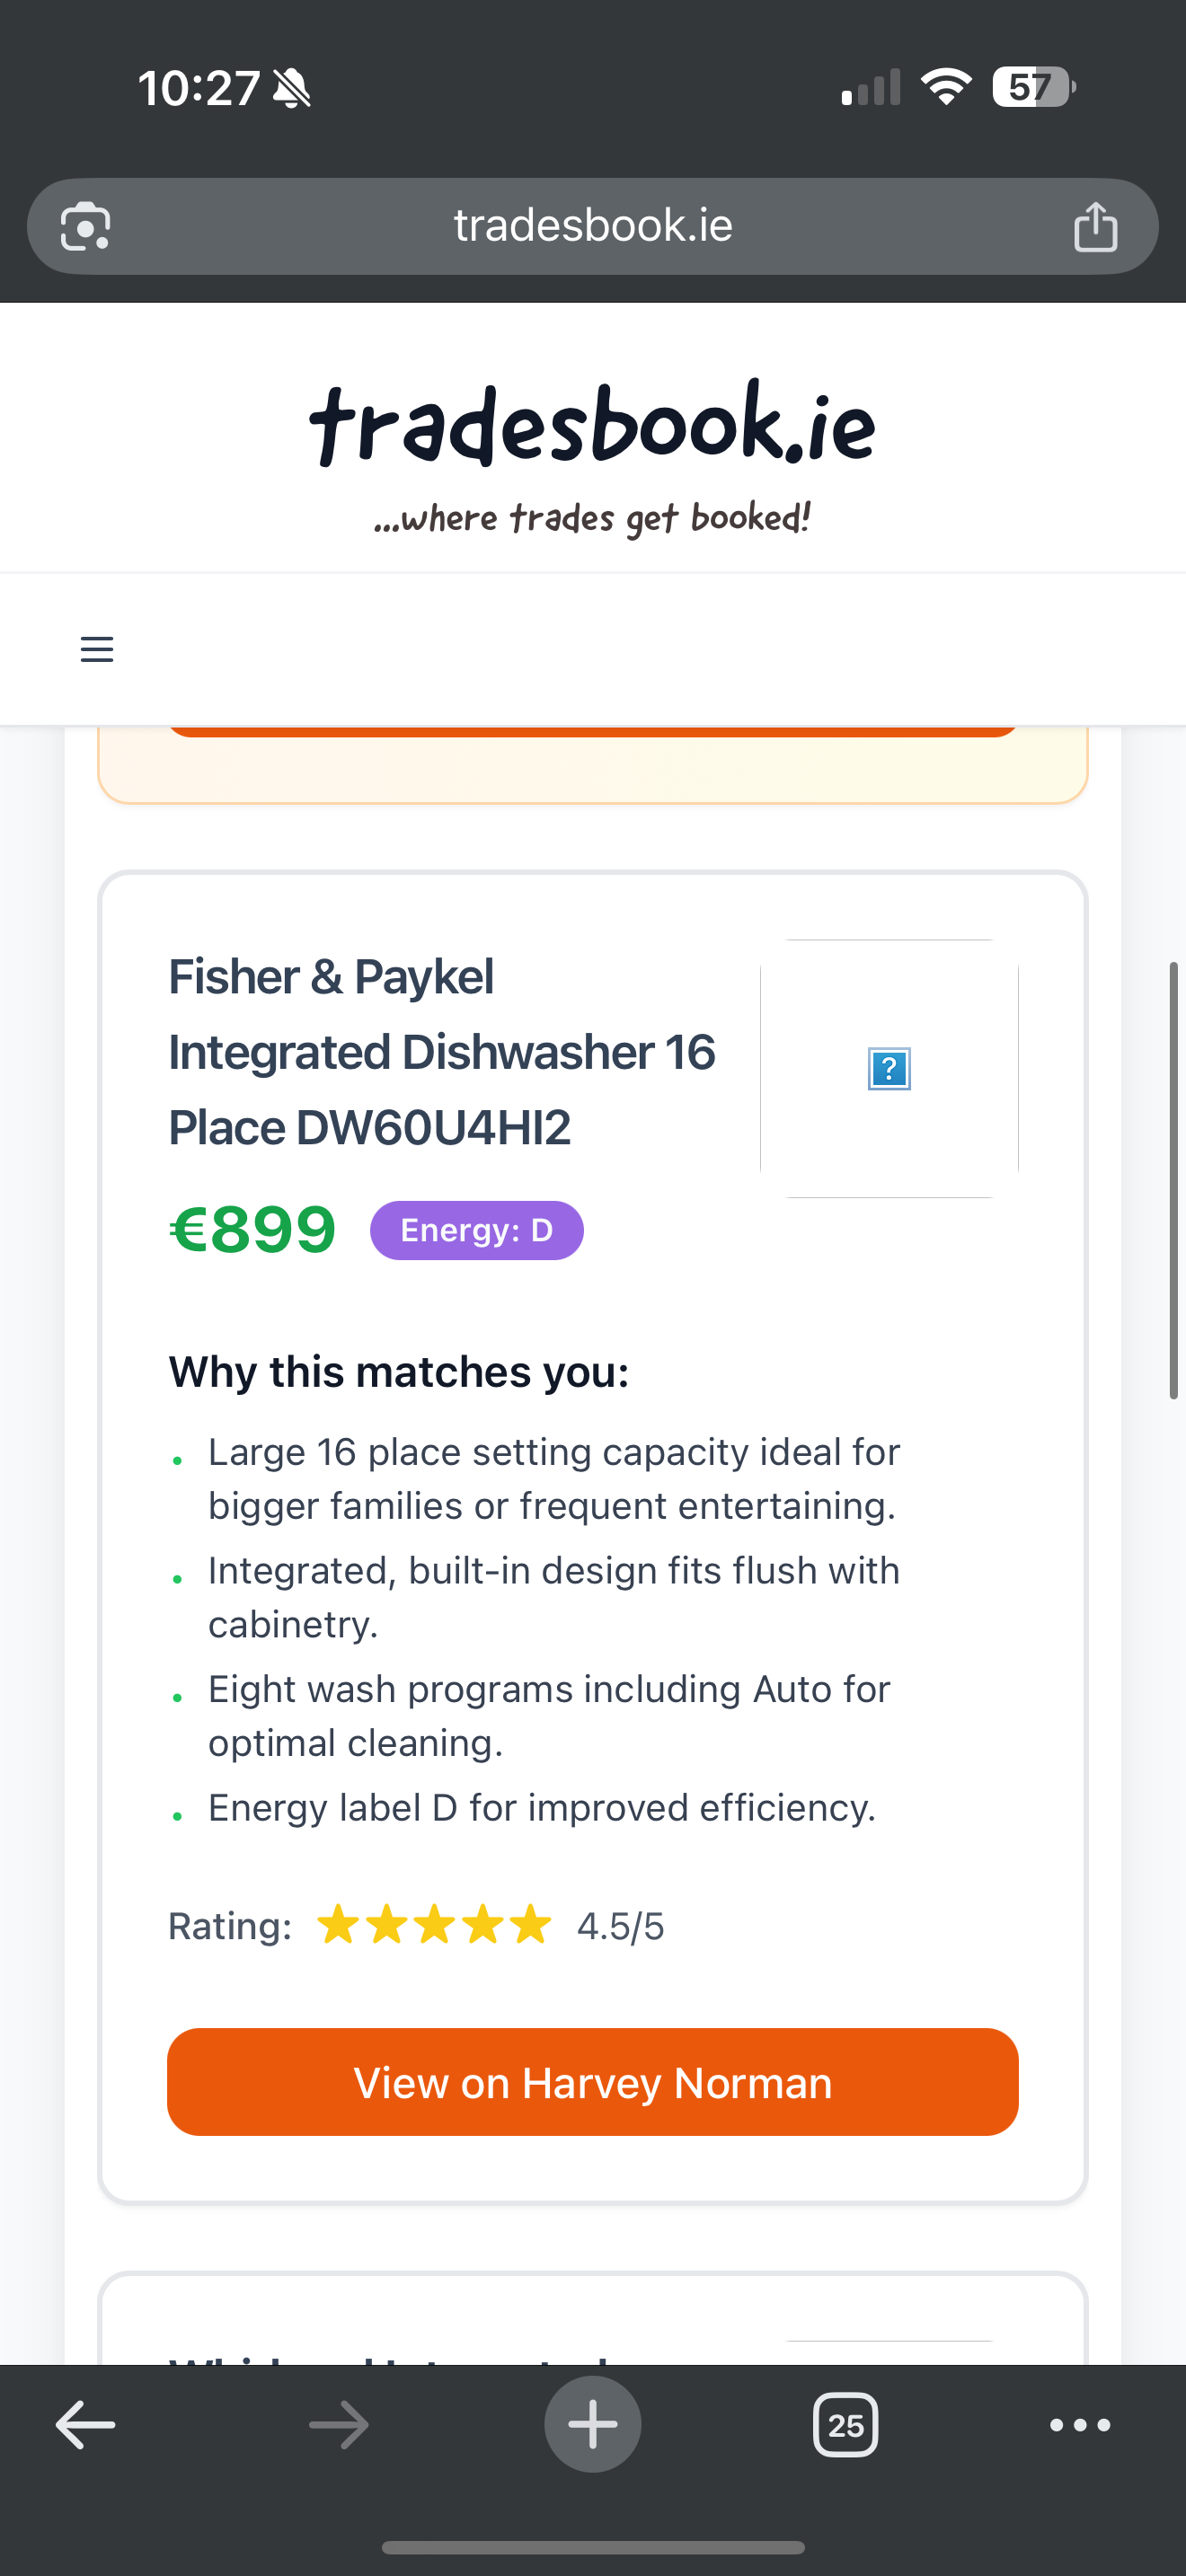 10:27
57
tradesbook.ie
tradesbook.ie
...where trades get booked!
Fisher & Paykel
Integrated Dishwasher 16
Place DW60U4HI2
?
€899
Energy: D
Why this matches you:
• Large 16 place setting capacity ideal for
bigger families or frequent entertaining.
• Integrated, built-in design fits flush with
cabinetry.
• Eight wash programs including Auto for
optimal cleaning.
• Energy label D for improved efficiency.
Rating: ★★★★★ 4.5/5
View on Harvey Norman
25